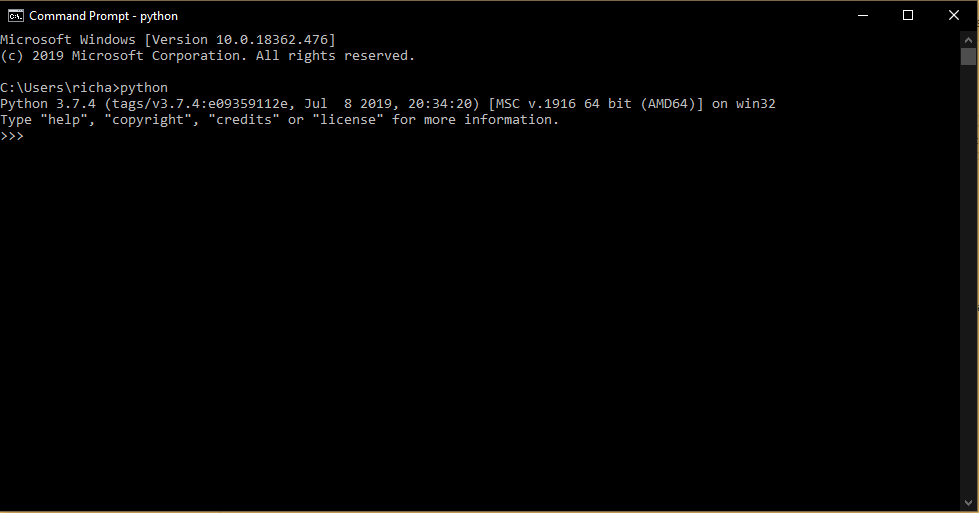 Command Prompt - python
Microsoft Windows [Version 10.0.18362.476]
(c) 2019 Microsoft Corporation. All rights reserved.
C:\Users\richa>python
Python 3.7.4 (tags/v3.7.4:e09359112e, Jul  8 2019, 20:34:20) [MSC v.1916 64 bit (AMD64)] on win32
Type "help", "copyright", "credits" or "license" for more information.
>>>